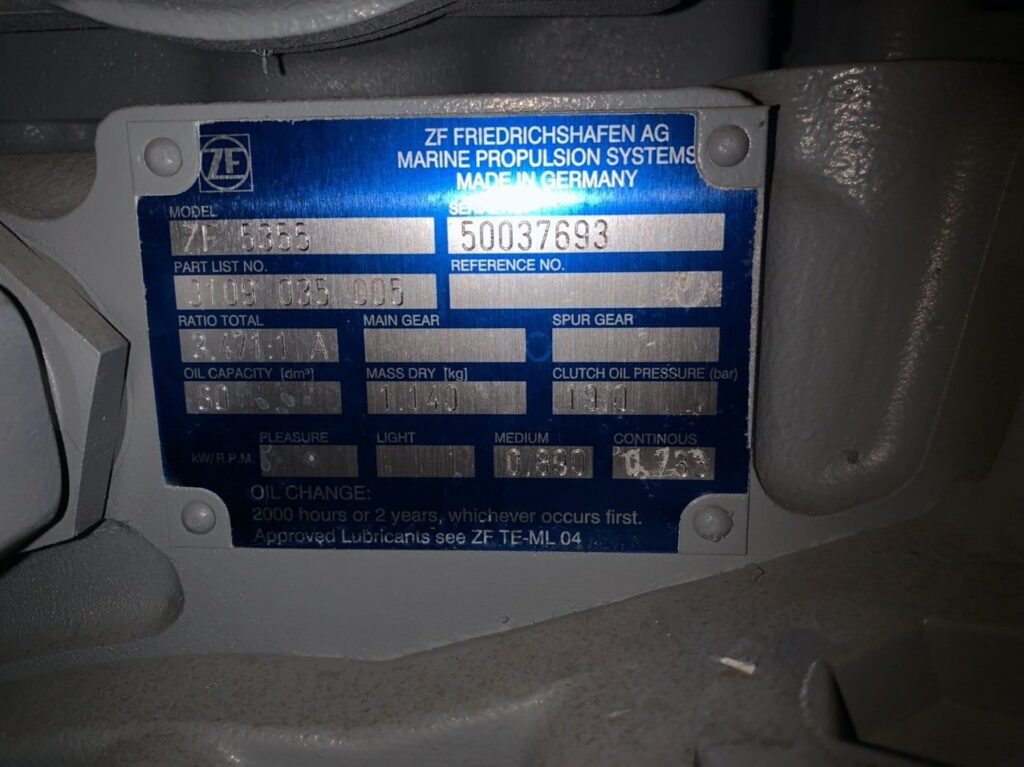 ZF
ZF FRIEDRICHSHAFEN AG
MARINE PROPULSION SYSTEMS
MADE IN GERMANY
MODEL
ZF 5355
50037693
PART LIST NO. REFERENCE NO.
3109 035 005
RATIO TOTAL MAIN GEAR SPUR GEAR
3.471:1 A
OIL CAPACITY [dm³] MASS DRY [kg] CLUTCH OIL PRESSURE (bar)
60 1.140 19.0
PLEASURE LIGHT MEDIUM CONTINOUS
kW/R.P.M. 0,890
OIL CHANGE:
2000 hours or 2 years, whichever occurs first.
Approved Lubricants see ZF TE-ML 04